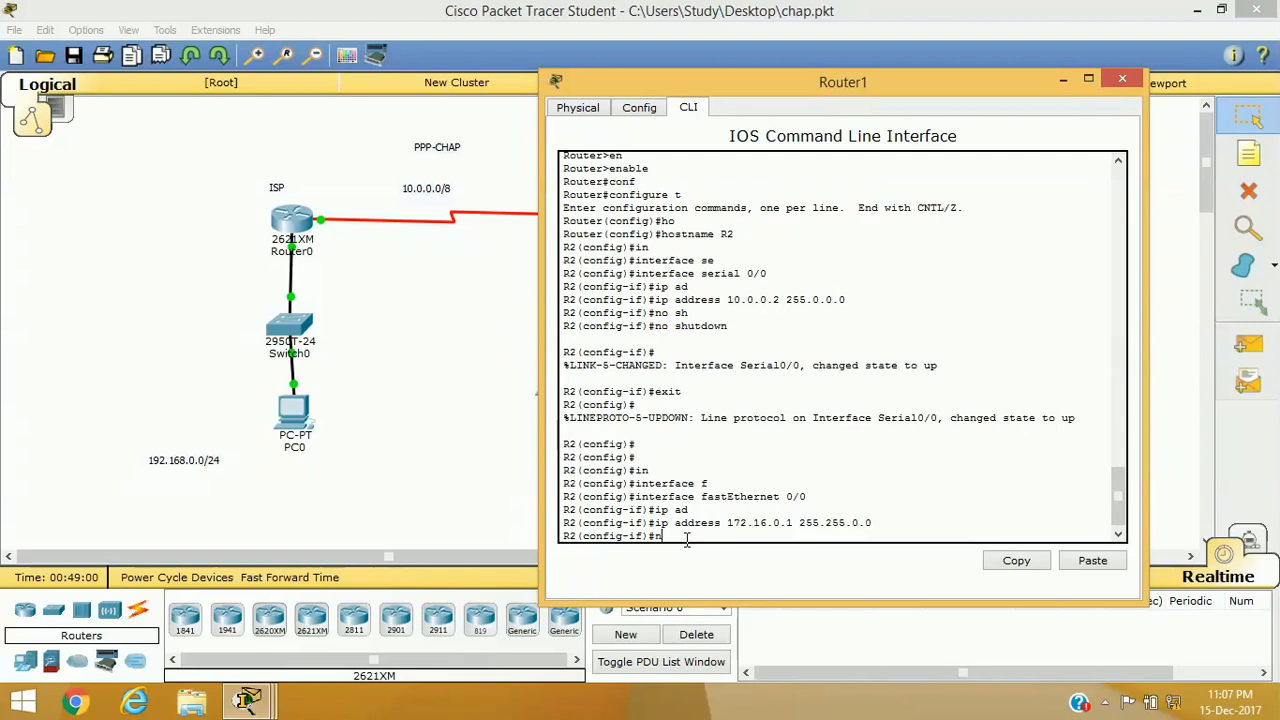 Cisco Packet Tracer Student - C:\Users\Study\Desktop\chap.pkt
File Edit Options View Tools Extensions Help
Logical [Root] New Cluster
Router1
Physical Config CLI
IOS Command Line Interface
Router>en
Router>enable
Router#conf
Router#configure t
Enter configuration commands, one per line. End with CNTL/Z.
Router(config)#ho
Router(config)#hostname R2
R2(config)#in
R2(config)#interface se
R2(config)#interface serial 0/0
R2(config-if)#ip ad
R2(config-if)#ip address 10.0.0.2 255.0.0.0
R2(config-if)#no sh
R2(config-if)#no shutdown
R2(config-if)#
%LINK-5-CHANGED: Interface Serial0/0, changed state to up
R2(config-if)#exit
R2(config)#
%LINEPROTO-5-UPDOWN: Line protocol on Interface Serial0/0, changed state to up
R2(config)#
R2(config)#
R2(config)#in
R2(config)#interface f
R2(config)#interface fastEthernet 0/0
R2(config-if)#ip ad
R2(config-if)#ip address 172.16.0.1 255.255.0.0
R2(config-if)#n
Copy Paste
PPP-CHAP
ISP
10.0.0.0/8
2621XM
Router0
2950T-24
Switch0
PC-PT
PC0
192.168.0.0/24
Time: 00:49:00 Power Cycle Devices Fast Forward Time
Realtime
Routers
1841 1941 2620XM 2621XM 2811 2901 2911 819 Generic Generic
2621XM
Scenario 0
New Delete
Toggle PDU List Window
Periodic Num
11:07 PM
15-Dec-2017